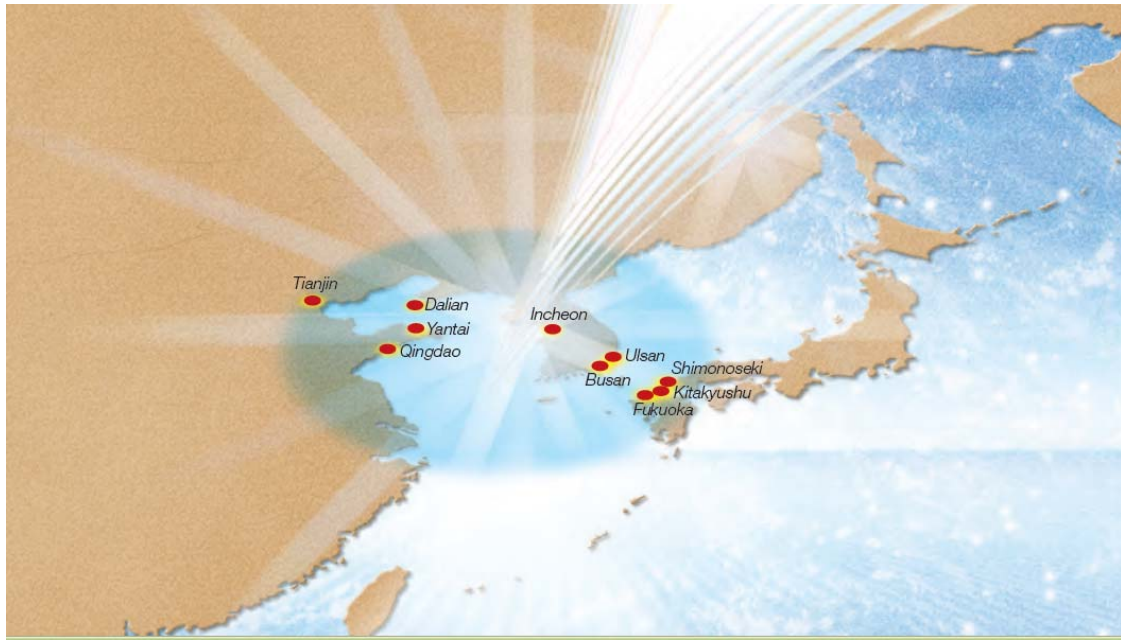 Tianjin
Dalian
Yantai
Qingdao
Incheon
Ulsan
Busan
Shimonoseki
Kitakyushu
Fukuoka